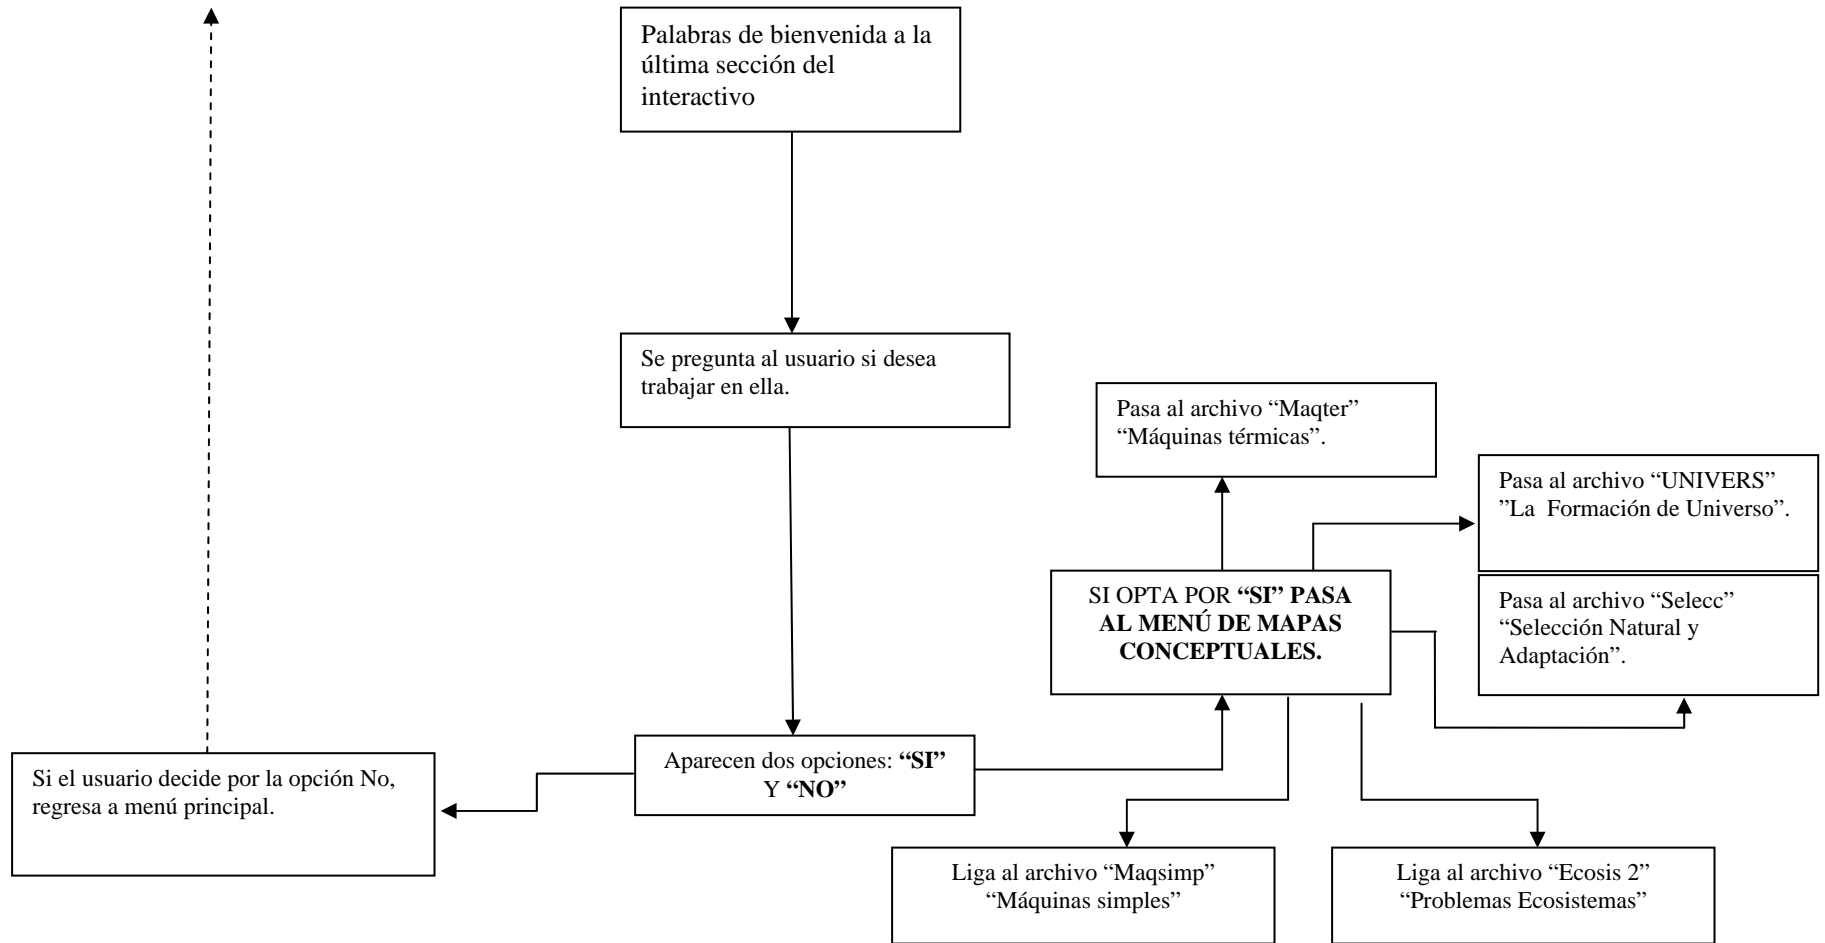 Palabras de bienvenida a la
última sección del
interactivo
Se pregunta al usuario si desea
trabajar en ella.
Pasa al archivo “Maqter”
“Máquinas térmicas”.
Pasa al archivo “UNIVERS”
”La  Formación de Universo”.
SI OPTA POR “SI” PASA
AL MENÚ DE MAPAS
CONCEPTUALES.
Pasa al archivo “Selecc”
“Selección Natural y
Adaptación”.
Aparecen dos opciones: “SI”
Y “NO”
Si el usuario decide por la opción No,
regresa a menú principal.
Liga al archivo “Maqsimp”
“Máquinas simples”
Liga al archivo “Ecosis 2”
“Problemas Ecosistemas”